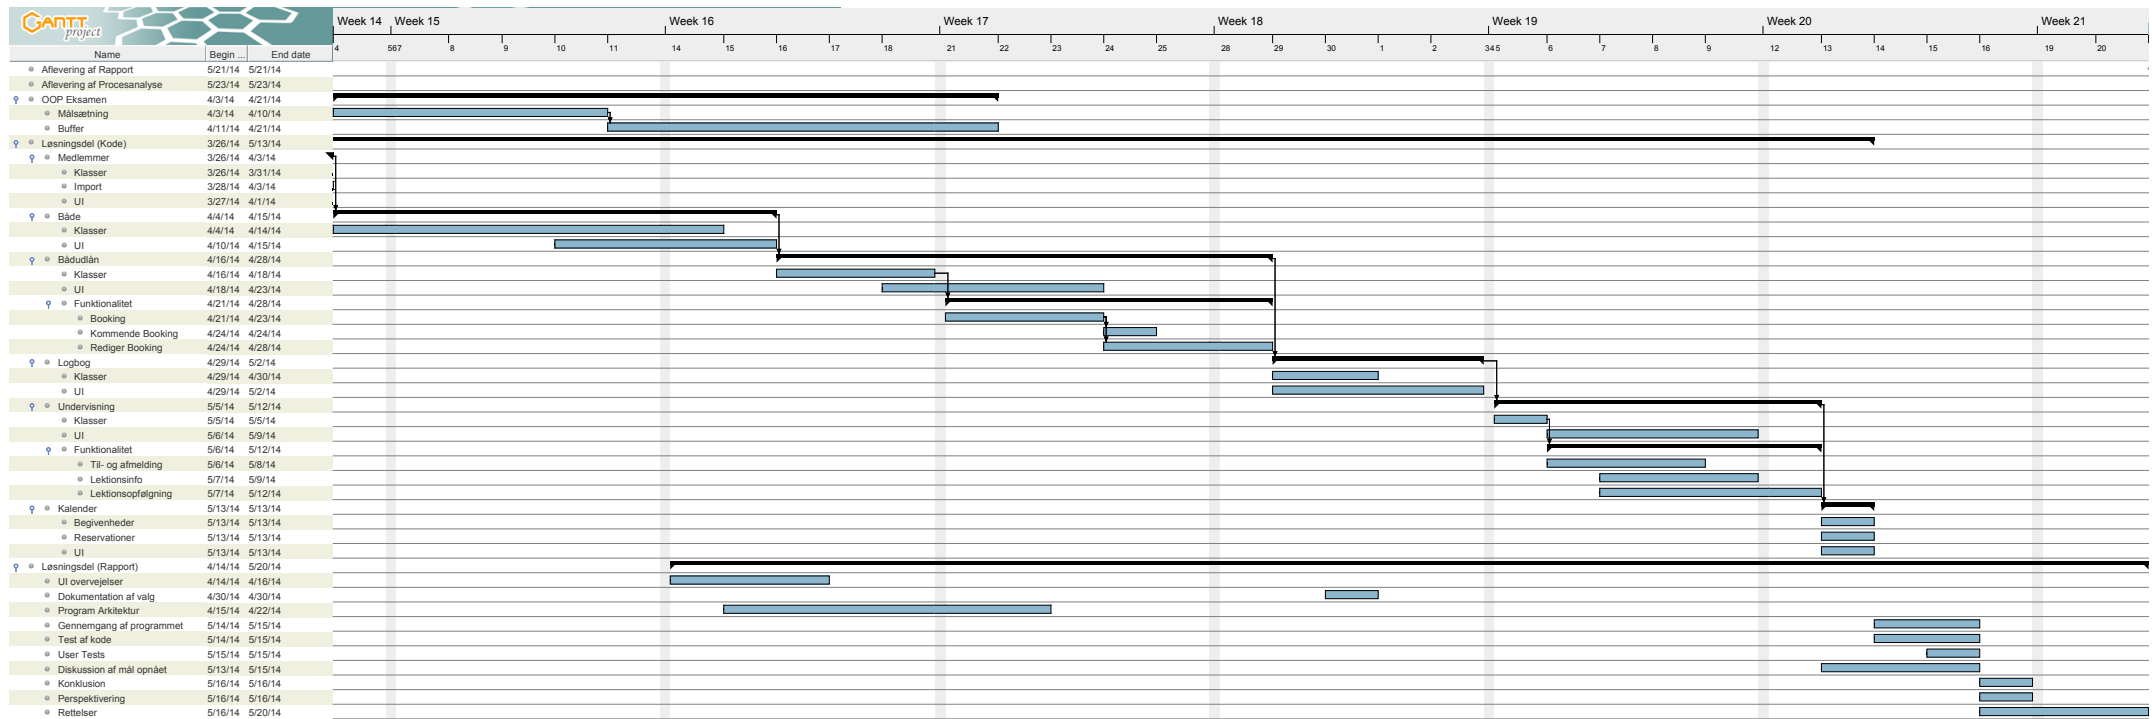 GANTT
project
Week 14 Week 15 Week 16 Week 17 Week 18 Week 19 Week 20 Week 21
4 567 8 9 10 11 14 15 16 17 18 21 22 23 24 25 28 29 30 1 2 345 6 7 8 9 12 13 14 15 16 19 20
Name Begin ... End date
Aflevering af Rapport 5/21/14 5/21/14
Aflevering af Procesanalyse 5/23/14 5/23/14
OOP Eksamen 4/3/14 4/21/14
Målsætning 4/3/14 4/10/14
Buffer 4/11/14 4/21/14
Løsningsdel (Kode) 3/26/14 5/13/14
Medlemmer 3/26/14 4/3/14
Klasser 3/26/14 3/31/14
Import 3/28/14 4/3/14
UI 3/27/14 4/1/14
Både 4/4/14 4/15/14
Klasser 4/4/14 4/14/14
UI 4/10/14 4/15/14
Bådudlån 4/16/14 4/28/14
Klasser 4/16/14 4/18/14
UI 4/18/14 4/23/14
Funktionalitet 4/21/14 4/28/14
Booking 4/21/14 4/23/14
Kommende Booking 4/24/14 4/24/14
Rediger Booking 4/24/14 4/28/14
Logbog 4/29/14 5/2/14
Klasser 4/29/14 4/30/14
UI 4/29/14 5/2/14
Undervisning 5/5/14 5/12/14
Klasser 5/5/14 5/5/14
UI 5/6/14 5/9/14
Funktionalitet 5/6/14 5/12/14
Til- og afmelding 5/6/14 5/8/14
Lektionsinfo 5/7/14 5/9/14
Lektionsopfølgning 5/7/14 5/12/14
Kalender 5/13/14 5/13/14
Begivenheder 5/13/14 5/13/14
Reservationer 5/13/14 5/13/14
UI 5/13/14 5/13/14
Løsningsdel (Rapport) 4/14/14 5/20/14
UI overvejelser 4/14/14 4/16/14
Dokumentation af valg 4/30/14 4/30/14
Program Arkitektur 4/15/14 4/22/14
Gennemgang af programmet 5/14/14 5/15/14
Test af kode 5/14/14 5/15/14
User Tests 5/15/14 5/15/14
Diskussion af mål opnået 5/13/14 5/15/14
Konklusion 5/16/14 5/16/14
Perspektivering 5/16/14 5/16/14
Rettelser 5/16/14 5/20/14